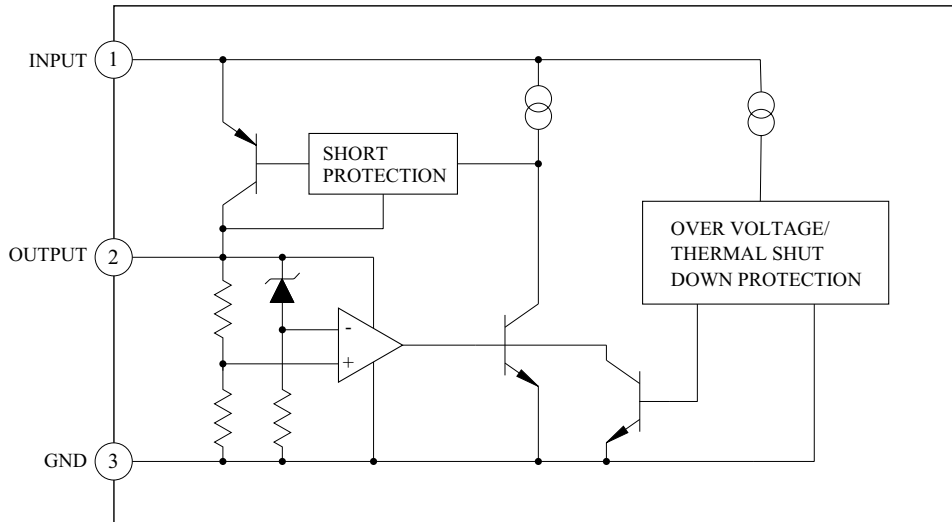 INPUT 1
SHORT
PROTECTION
OUTPUT 2
OVER VOLTAGE/
THERMAL SHUT
DOWN PROTECTION
-
+
GND 3